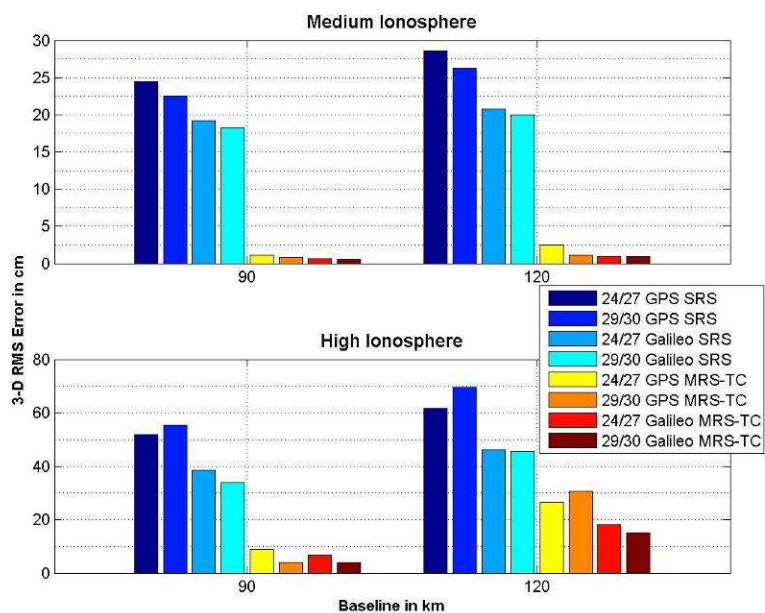 Medium Ionosphere
30
25
20
15
10
5
0
90
120
3-D RMS Error in cm
24/27 GPS SRS
29/30 GPS SRS
24/27 Galileo SRS
29/30 Galileo SRS
24/27 GPS MRS-TC
29/30 GPS MRS-TC
24/27 Galileo MRS-TC
29/30 Galileo MRS-TC
High Ionosphere
80
60
40
20
0
90
120
Baseline in km